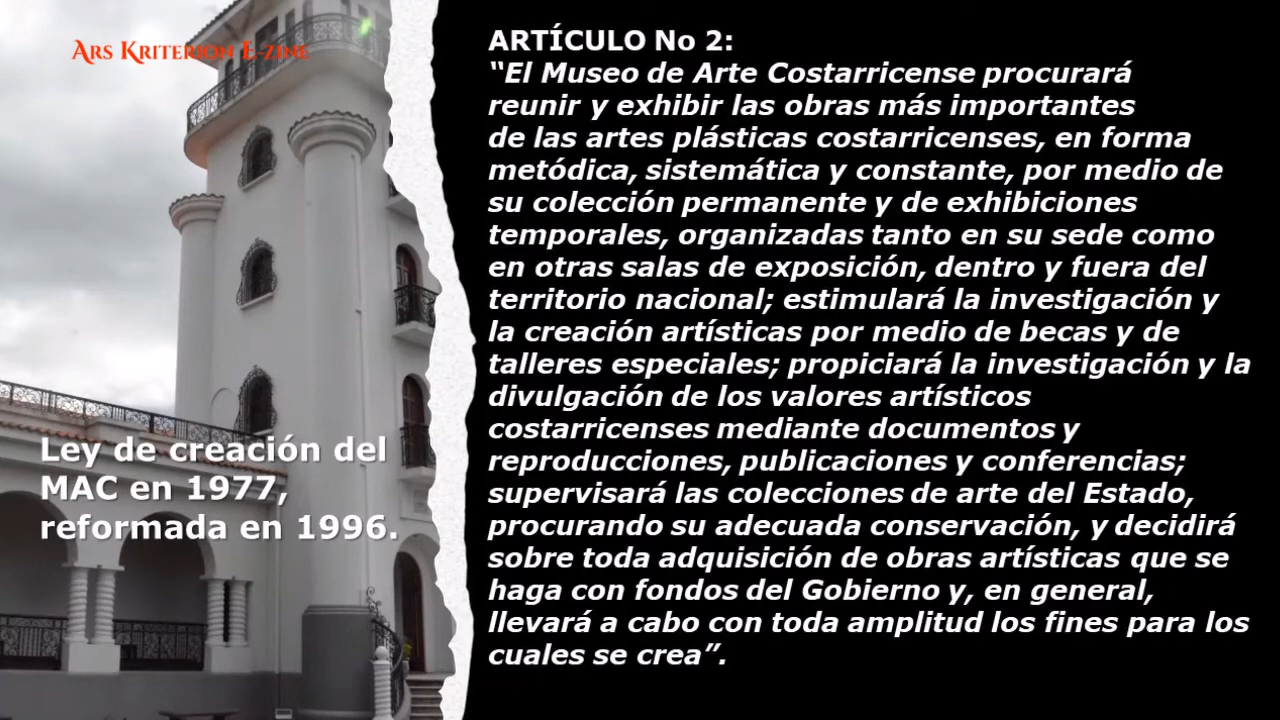 ARS KRITERION E-ZINE
ARTÍCULO No 2:
“El Museo de Arte Costarricense procurará
reunir y exhibir las obras más importantes
de las artes plásticas costarricenses, en forma
metódica, sistemática y constante, por medio de
su colección permanente y de exhibiciones
temporales, organizadas tanto en su sede como
en otras salas de exposición, dentro y fuera del
territorio nacional; estimulará la investigación y
la creación artísticas por medio de becas y de
talleres especiales; propiciará la investigación y la
divulgación de los valores artísticos
costarricenses mediante documentos y
reproducciones, publicaciones y conferencias;
supervisará las colecciones de arte del Estado,
procurando su adecuada conservación, y decidirá
sobre toda adquisición de obras artísticas que se
haga con fondos del Gobierno y, en general,
llevará a cabo con toda amplitud los fines para los
cuales se crea”.
Ley de creación del
MAC en 1977,
reformada en 1996.